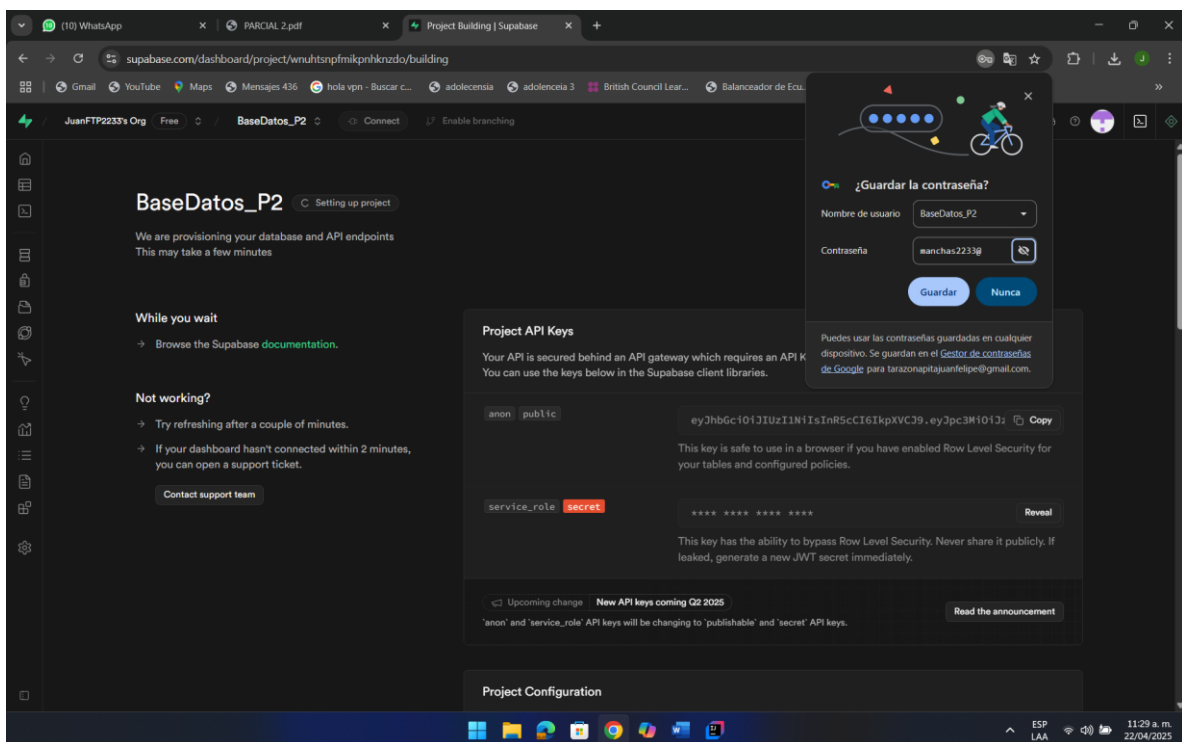 (10) WhatsApp
PARCIAL 2.pdf
Project Building | Supabase
supabase.com/dashboard/project/wnuhtsnpfmikpnhknzdo/building
Gmail
YouTube
Maps
Mensajes 436
hola vpn - Buscar c...
adolecensia
adolenceia 3
British Council Lear...
Balanceador de Ecu...
JuanFTP2233's Org
Free
BaseDatos_P2
Connect
Enable branching
BaseDatos_P2
Setting up project
We are provisioning your database and API endpoints
This may take a few minutes
While you wait
Browse the Supabase documentation.
Not working?
Try refreshing after a couple of minutes.
If your dashboard hasn't connected within 2 minutes,
you can open a support ticket.
Contact support team
¿Guardar la contraseña?
Nombre de usuario
BaseDatos_P2
Contraseña
manchas2233@
Guardar
Nunca
Puedes usar las contraseñas guardadas en cualquier
dispositivo. Se guardan en el Gestor de contraseñas
de Google para tarazonapitajuanfelipe@gmail.com.
Project API Keys
Your API is secured behind an API gateway which requires an API K
You can use the keys below in the Supabase client libraries.
anon public
eyJhbGciOiJIUzI1NiIsInR5cCI6IkpXVCJ9.eyJpc3MiOiJz
Copy
This key is safe to use in a browser if you have enabled Row Level Security for
your tables and configured policies.
service_role secret
**** **** **** ****
Reveal
This key has the ability to bypass Row Level Security. Never share it publicly. If
leaked, generate a new JWT secret immediately.
Upcoming change
New API keys coming Q2 2025
`anon` and `service_role` API keys will be changing to `publishable` and `secret` API keys.
Read the announcement
Project Configuration
ESP
LAA
11:29 a. m.
22/04/2025